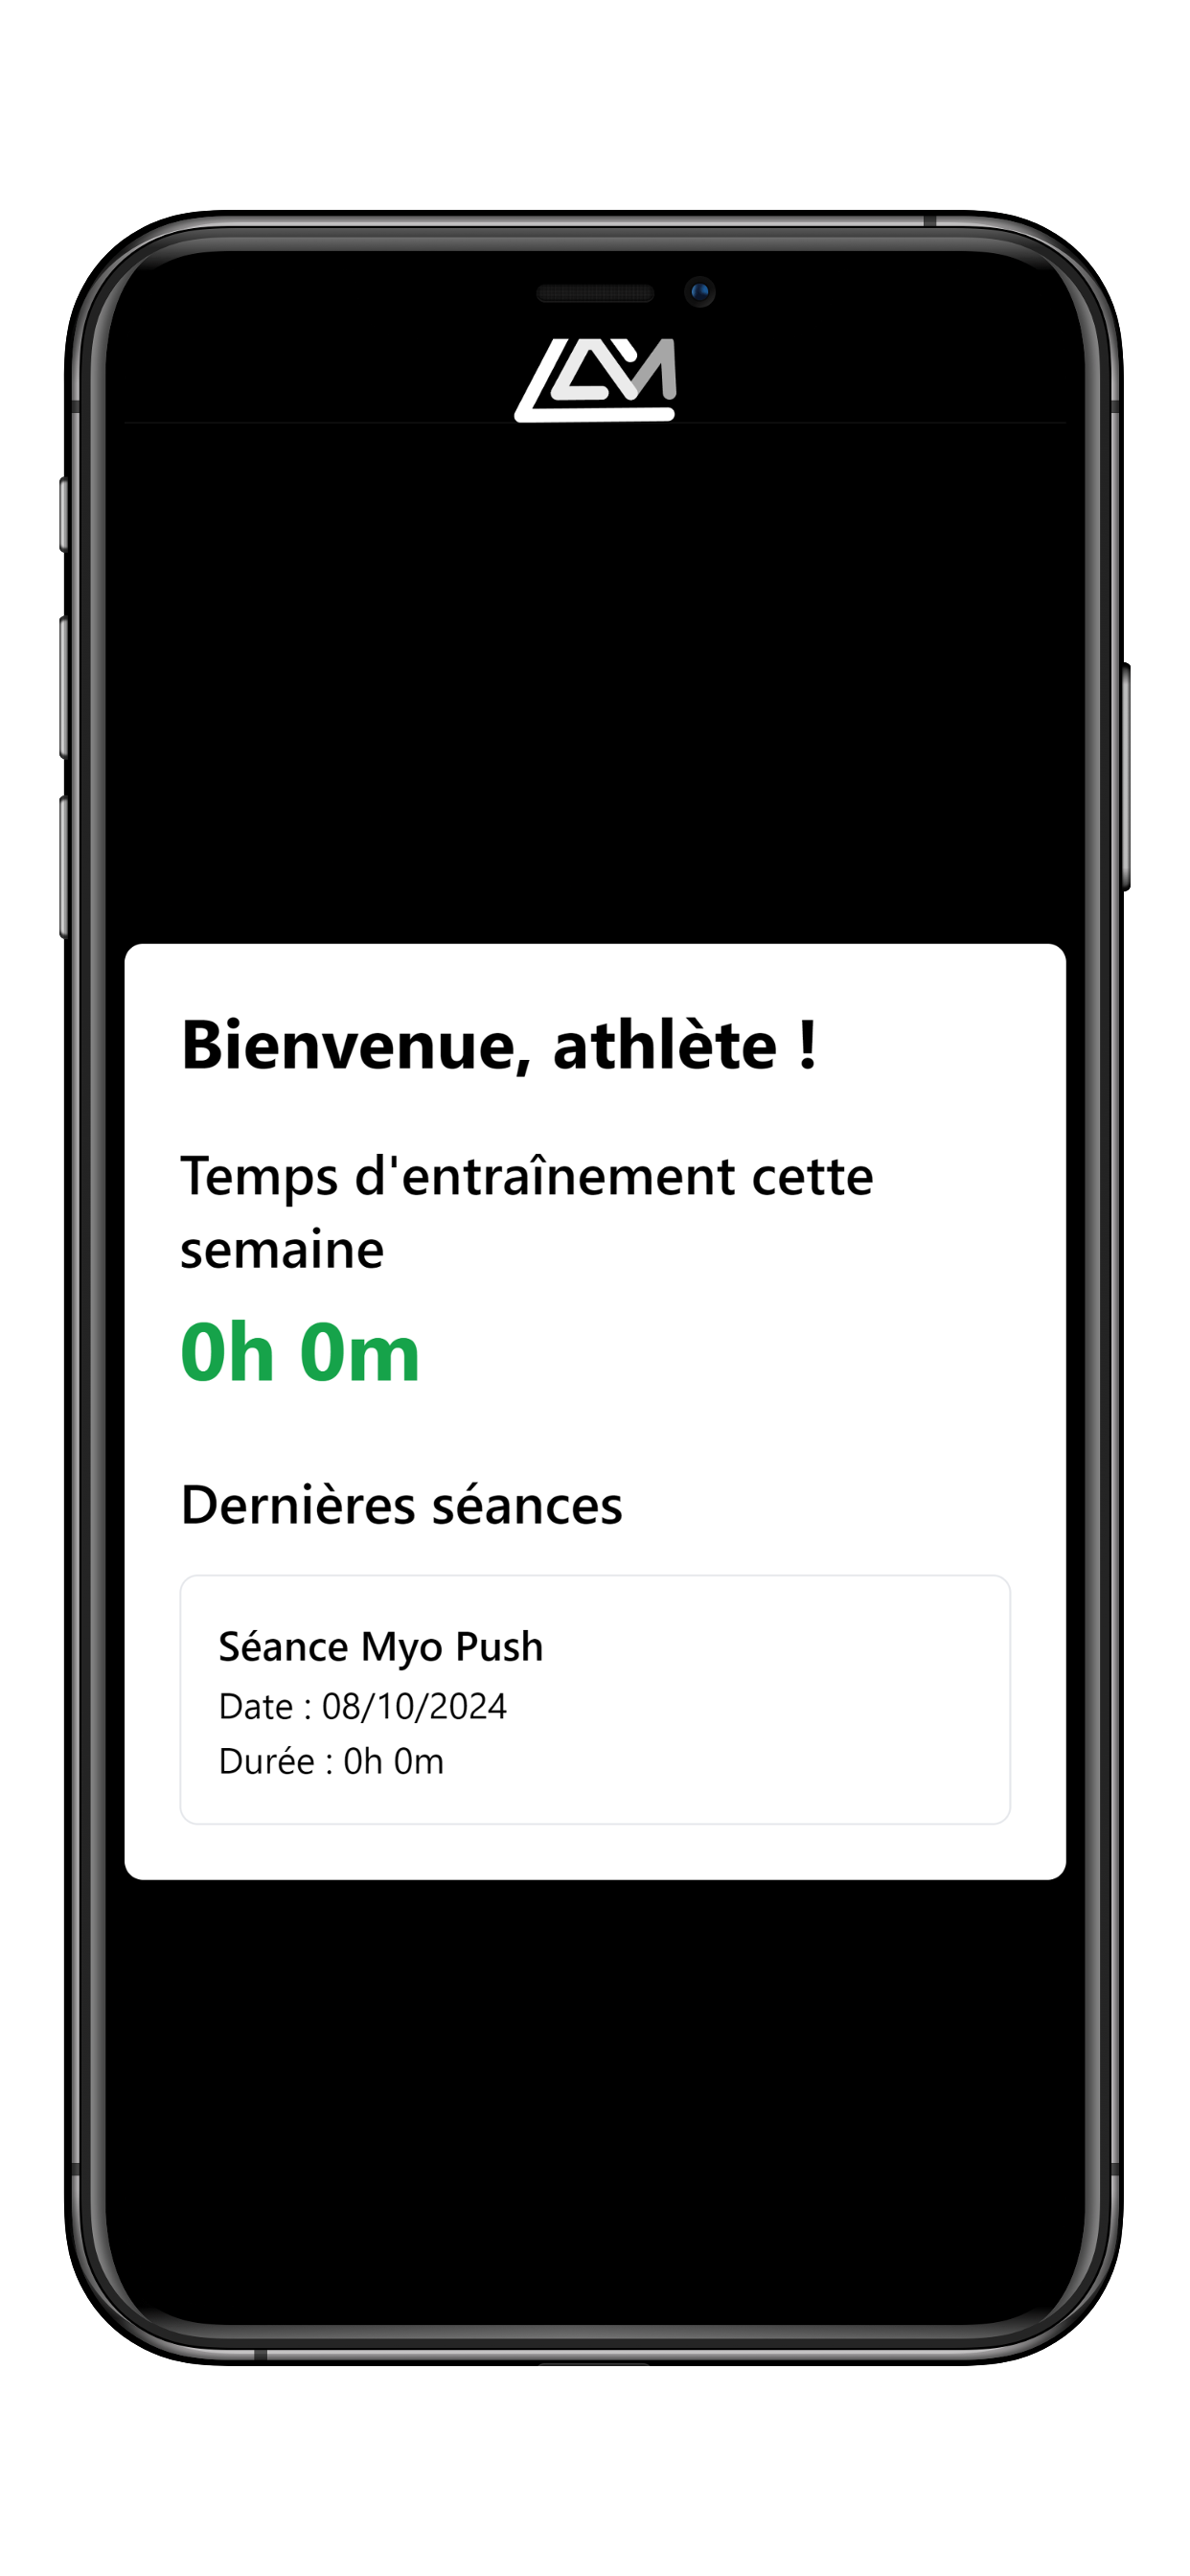 LAM
Bienvenue, athlète !
Temps d'entraînement cette
semaine
0h 0m
Dernières séances
Séance Myo Push
Date : 08/10/2024
Durée : 0h 0m